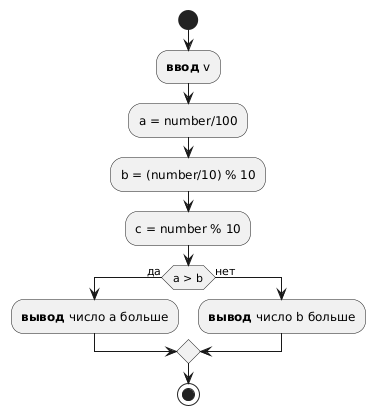 ввод v
a = number/100
b = (number/10) % 10
c = number % 10
да
a > b
нет
вывод число a больше
вывод число b больше